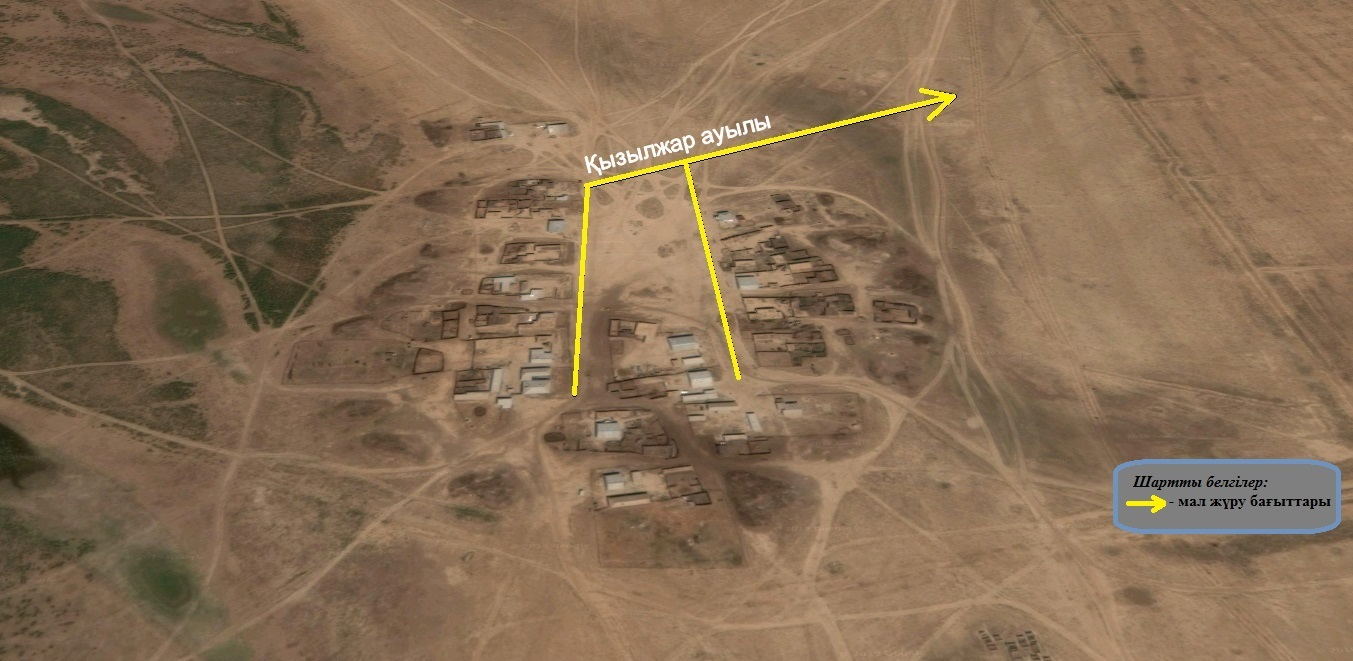 Қызылжар ауылы
Шартты белгілер:
- мал жүру бағыттары